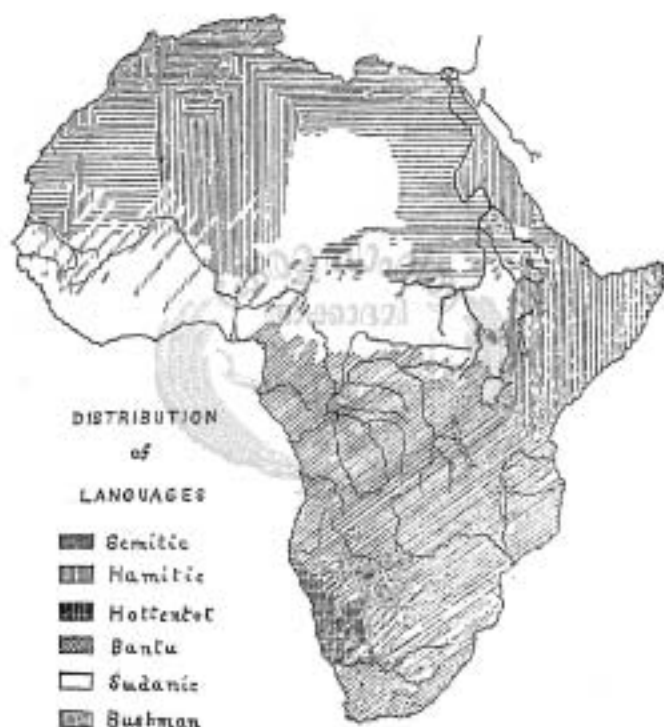 DISTRIBUTION
of
LANGUAGES
Semitic
Hamitic
Hottentot
Bantu
Sudanic
Bushman